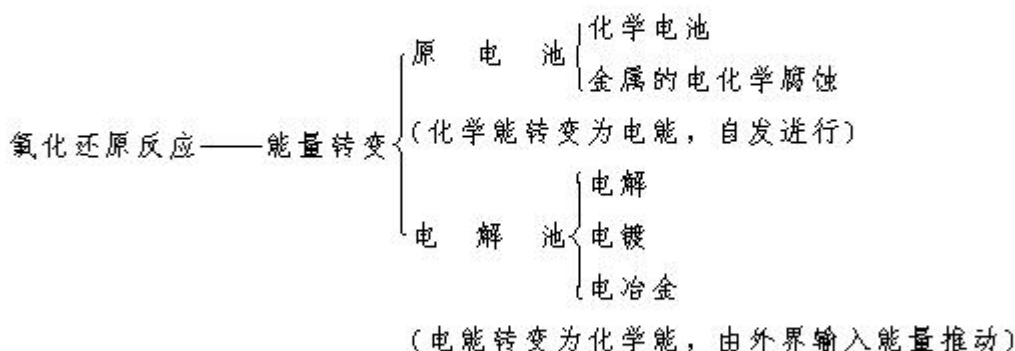 化学电池
原电池
金属的电化学腐蚀
(化学能转变为电能，自发进行)
氧化还原反应——能量转变
电解
电解池
电镀
电冶金
(电能转变为化学能，由外界输入能量推动)